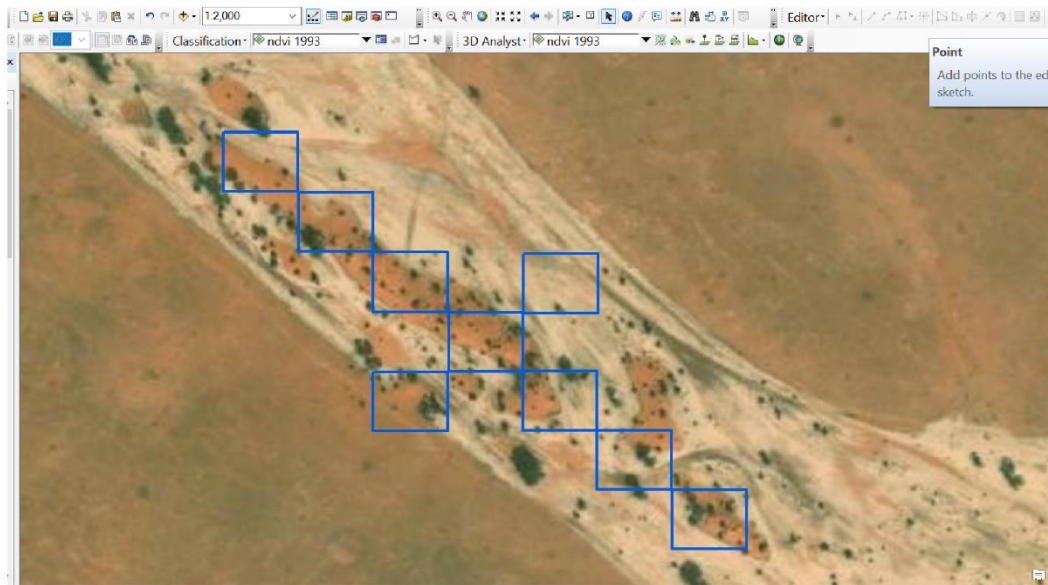 1:2,000
Editor
Classification ndvi 1993
3D Analyst ndvi 1993
Point
Add points to the ed
sketch.